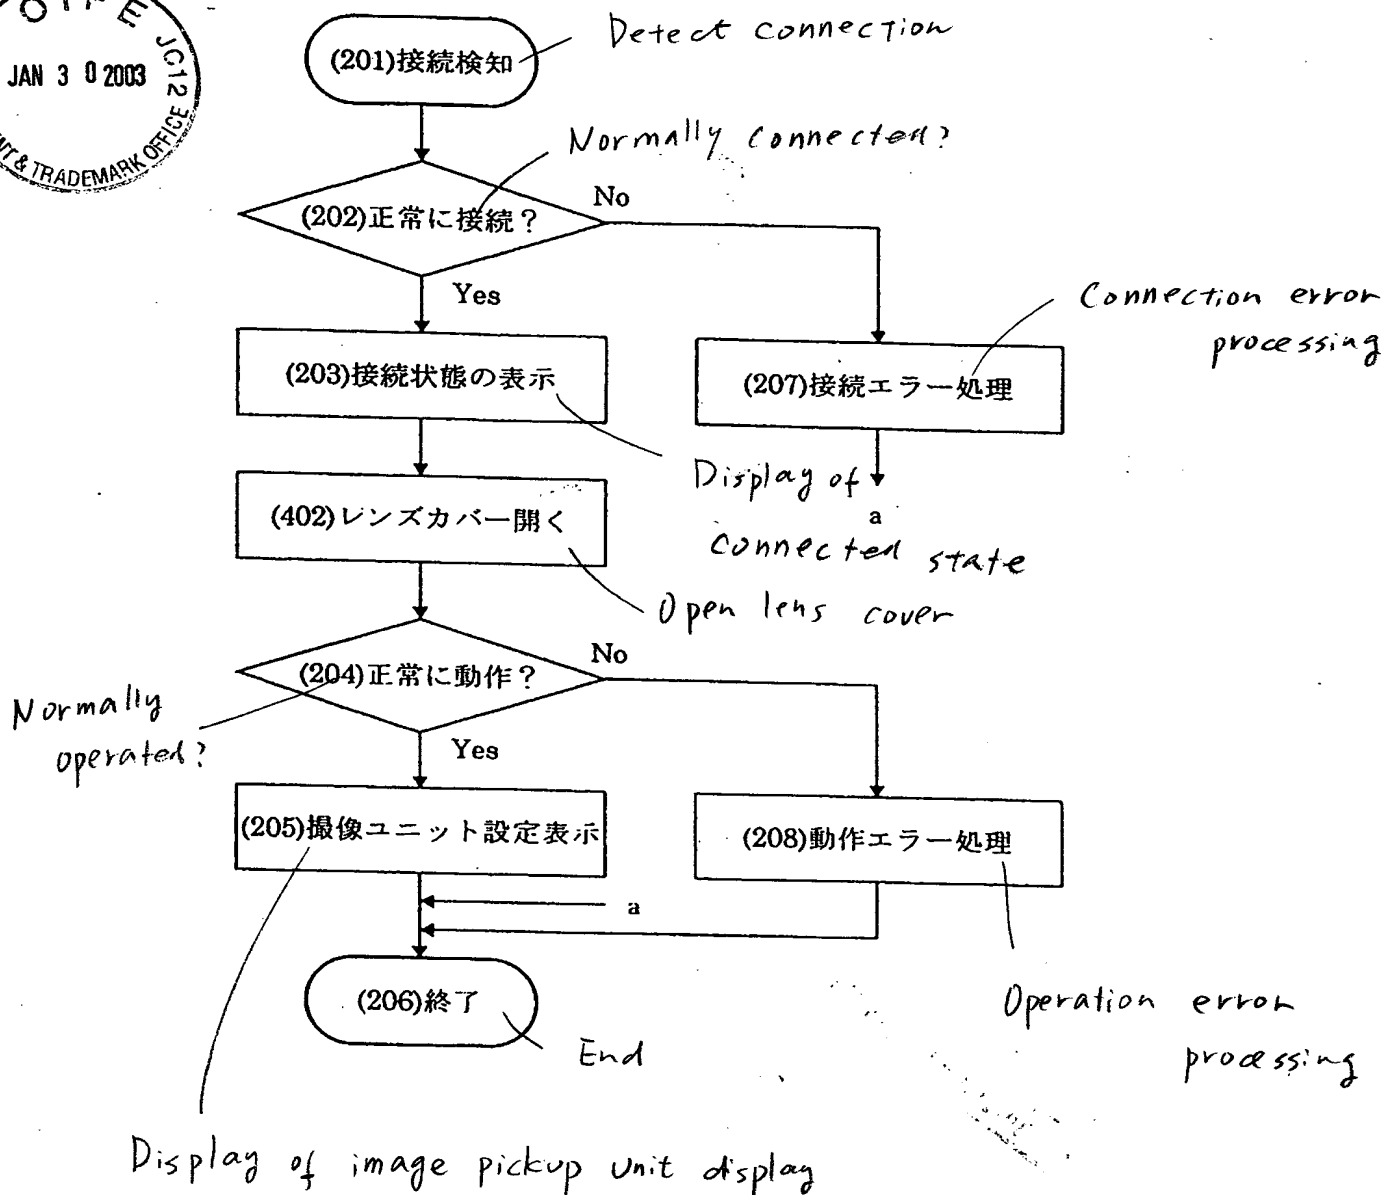 OIPE JC12
JAN 3 0 2003
& TRADEMARK OFFICE
(201)接続検知
Detect connection
Normally connected?
(202)正常に接続?
No
Yes
Connection error
processing
(203)接続状態の表示
(207)接続エラー処理
Display of
connected state
a
(402)レンズカバー開く
Open lens cover
(204)正常に動作?
No
Normally
operated?
Yes
(205)撮像ユニット設定表示
(208)動作エラー処理
a
(206)終了
End
Operation error
processing
Display of image pickup unit display